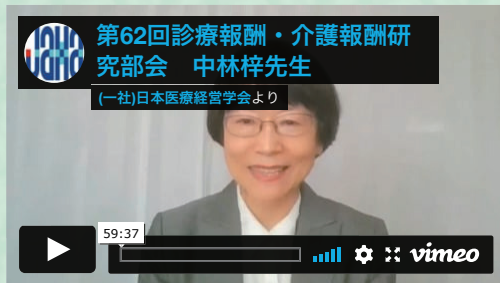 JAHA
第62回診療報酬・介護報酬研
究部会　中林梓先生
(一社)日本医療経営学会より
59:37
vimeo